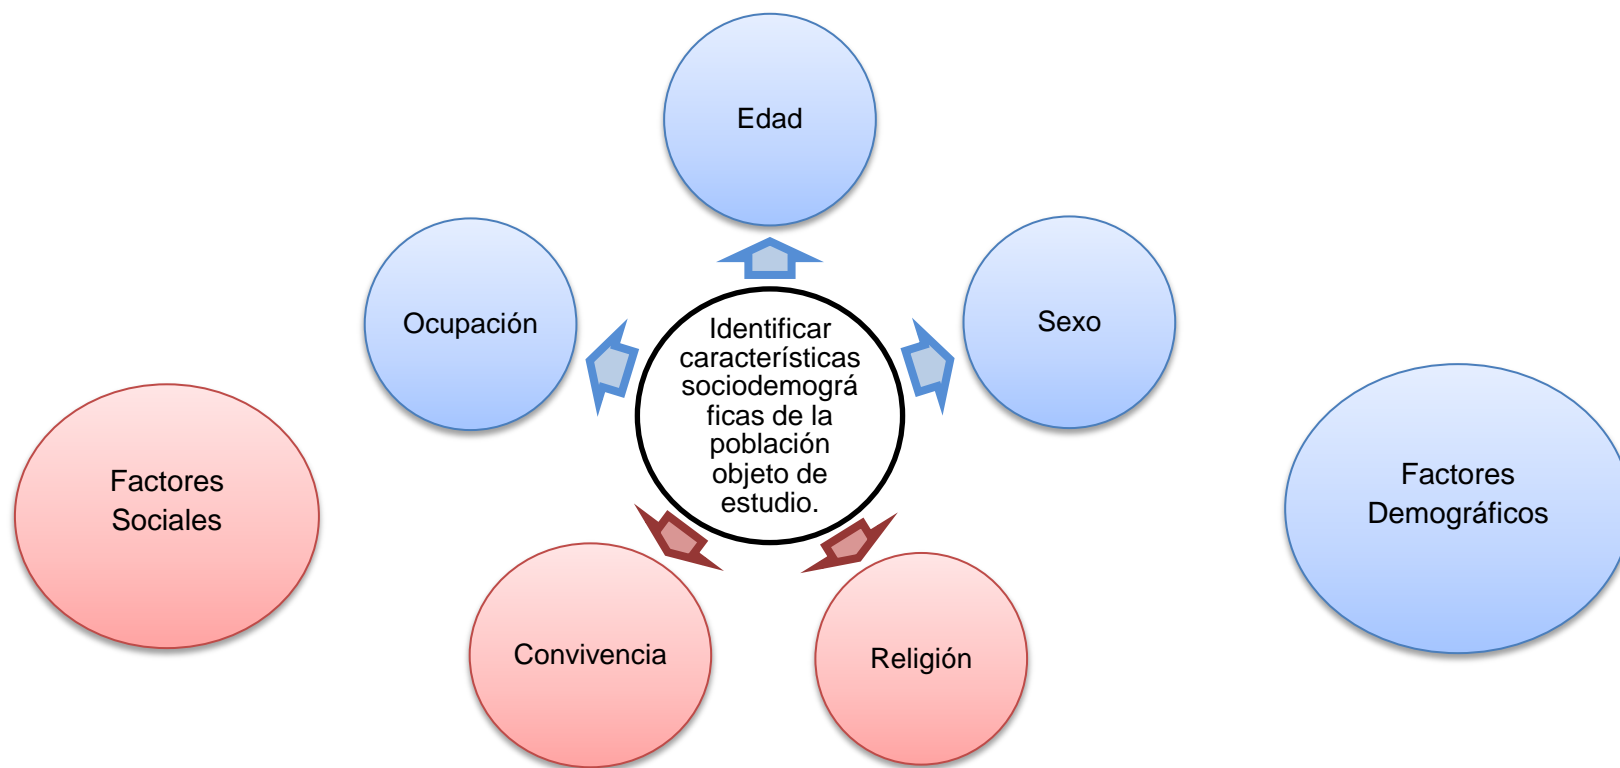 Edad
Ocupación
Sexo
Identificar
características
sociodemográ
ficas de la
población
objeto de
estudio.
Factores
Sociales
Factores
Demográficos
Convivencia
Religión